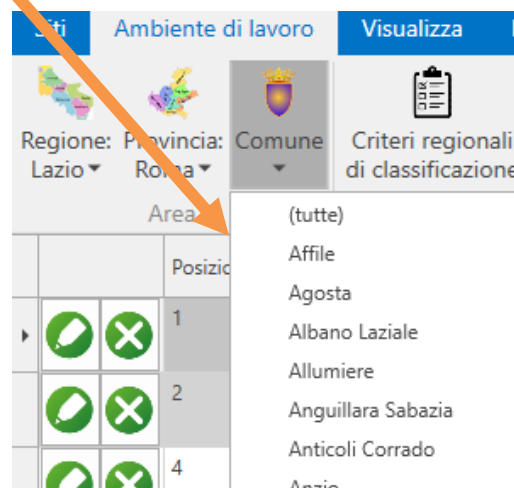 Siti Ambiente di lavoro Visualizza
Regione: Provincia: Comune Criteri regionali
Lazio Roma di classificazione
Area
(tutte)
Affile
Posizio
Agosta
1
Albano Laziale
Allumiere
2
Anguillara Sabazia
Anticoli Corrado
4
Anzio